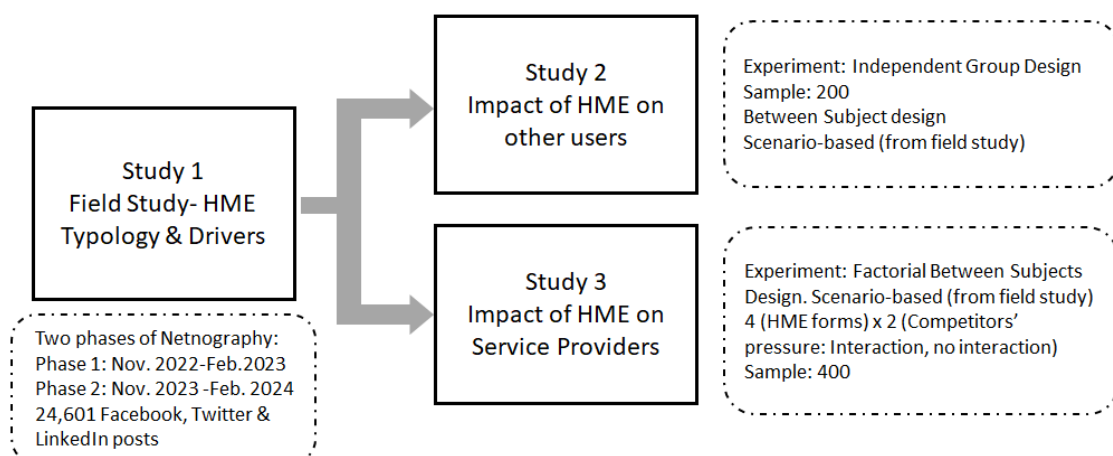 Study 1
Field Study- HME
Typology & Drivers
Two phases of Netnography:
Phase 1: Nov. 2022-Feb.2023
Phase 2: Nov. 2023 -Feb. 2024
24,601 Facebook, Twitter &
LinkedIn posts
Study 2
Impact of HME on
other users
Experiment: Independent Group Design
Sample: 200
Between Subject design
Scenario-based (from field study)
Study 3
Impact of HME on
Service Providers
Experiment: Factorial Between Subjects
Design. Scenario-based (from field study)
4 (HME forms) x 2 (Competitors’
pressure: Interaction, no interaction)
Sample: 400